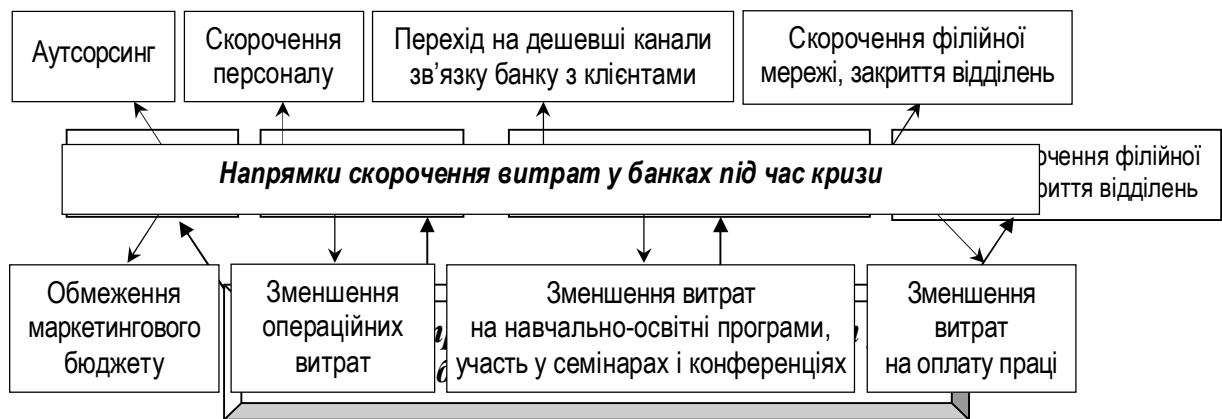 Аутсорсинг
Скорочення
персоналу
Перехід на дешевші канали
зв’язку банку з клієнтами
Скорочення філійної
мережі, закриття відділень
Напрямки скорочення витрат у банках під час кризи
очення філійної
риття відділень
Обмеження
маркетингового
бюджету
Зменшення
операційних
витрат
Зменшення витрат
на навчально-освітні програми,
участь у семінарах і конференціях
Зменшення
витрат
на оплату праці